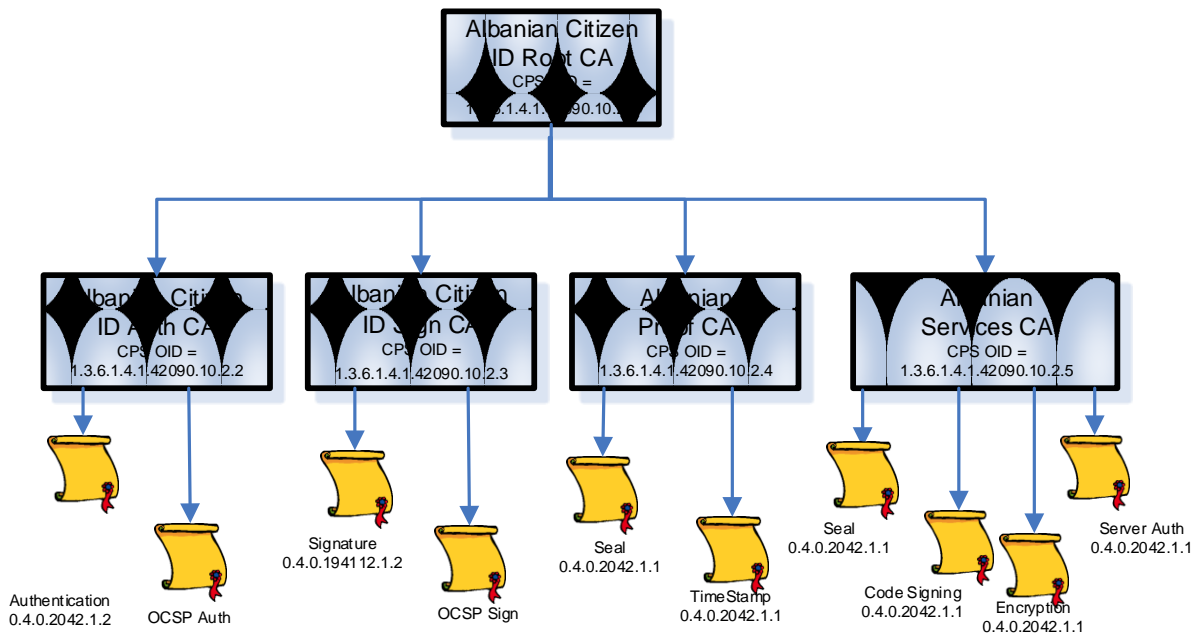 Albanian Citizen
ID Root CA
CPS OID =
Albanian Citizen
ID Auth CA
CPS OID =
1.3.6.1.4.1.42090.10.2.2
Albanian Citizen
ID Sign CA
CPS OID =
1.3.6.1.4.1.42090.10.2.3
Albanian
Proof CA
CPS OID =
1.3.6.1.4.1.42090.10.2.4
Albanian
Services CA
CPS OID =
1.3.6.1.4.1.42090.10.2.5
Authentication
0.4.0.2042.1.2
OCSP Auth
Signature
0.4.0.194112.1.2
OCSP Sign
Seal
0.4.0.2042.1.1
TimeStamp
0.4.0.2042.1.1
Seal
0.4.0.2042.1.1
Code Signing
0.4.0.2042.1.1
Encryption
0.4.0.2042.1.1
Server Auth
0.4.0.2042.1.1